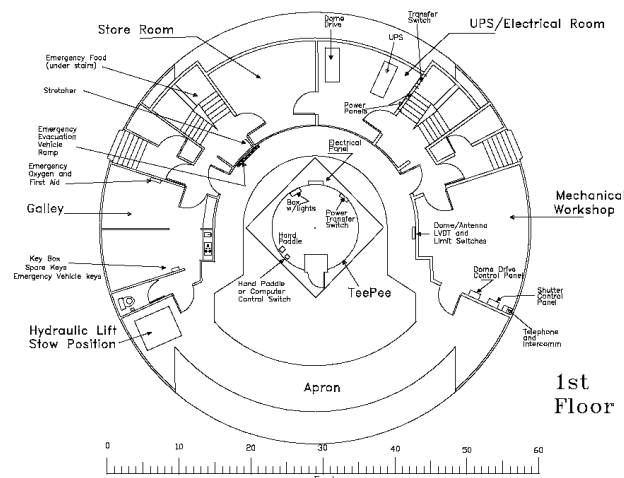 Store Room
Dome
Drive
UPS
Transfer
Switch
UPS/Electrical Room
Emergency Food
(under stairs)
Stretcher
Power
Panels
Emergency
Evacuation
Vehicle
Ramp
Electrical
Panel
Emergency
Oxygen and
First Aid
Galley
Box
w/lights
Power
Transfer
Switch
Dome/Antenna
LVDT and
Limit Switches
Mechanical
Workshop
Hand
Paddle
Key Box
Spare Keys
Emergency Vehicle keys
Hand Paddle
or Computer
Control Switch
TeePee
Dome Drive
Control Panel
Shutter
Control
Panel
Telephone
and
Intercomm
Hydraulic Lift
Stow Position
Apron
1st
Floor
0 10 20 30 40 50 60